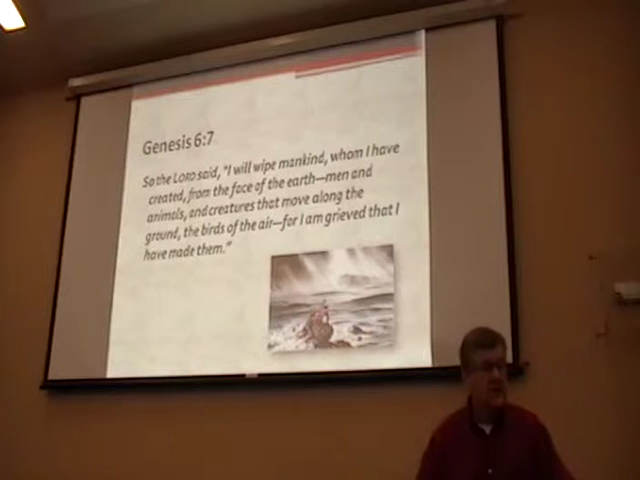 Genesis 6:7
So the LORD said, "I will wipe mankind, whom I have
created, from the face of the earth—men and
animals, and creatures that move along the
ground, the birds of the air—for I am grieved that I
have made them."